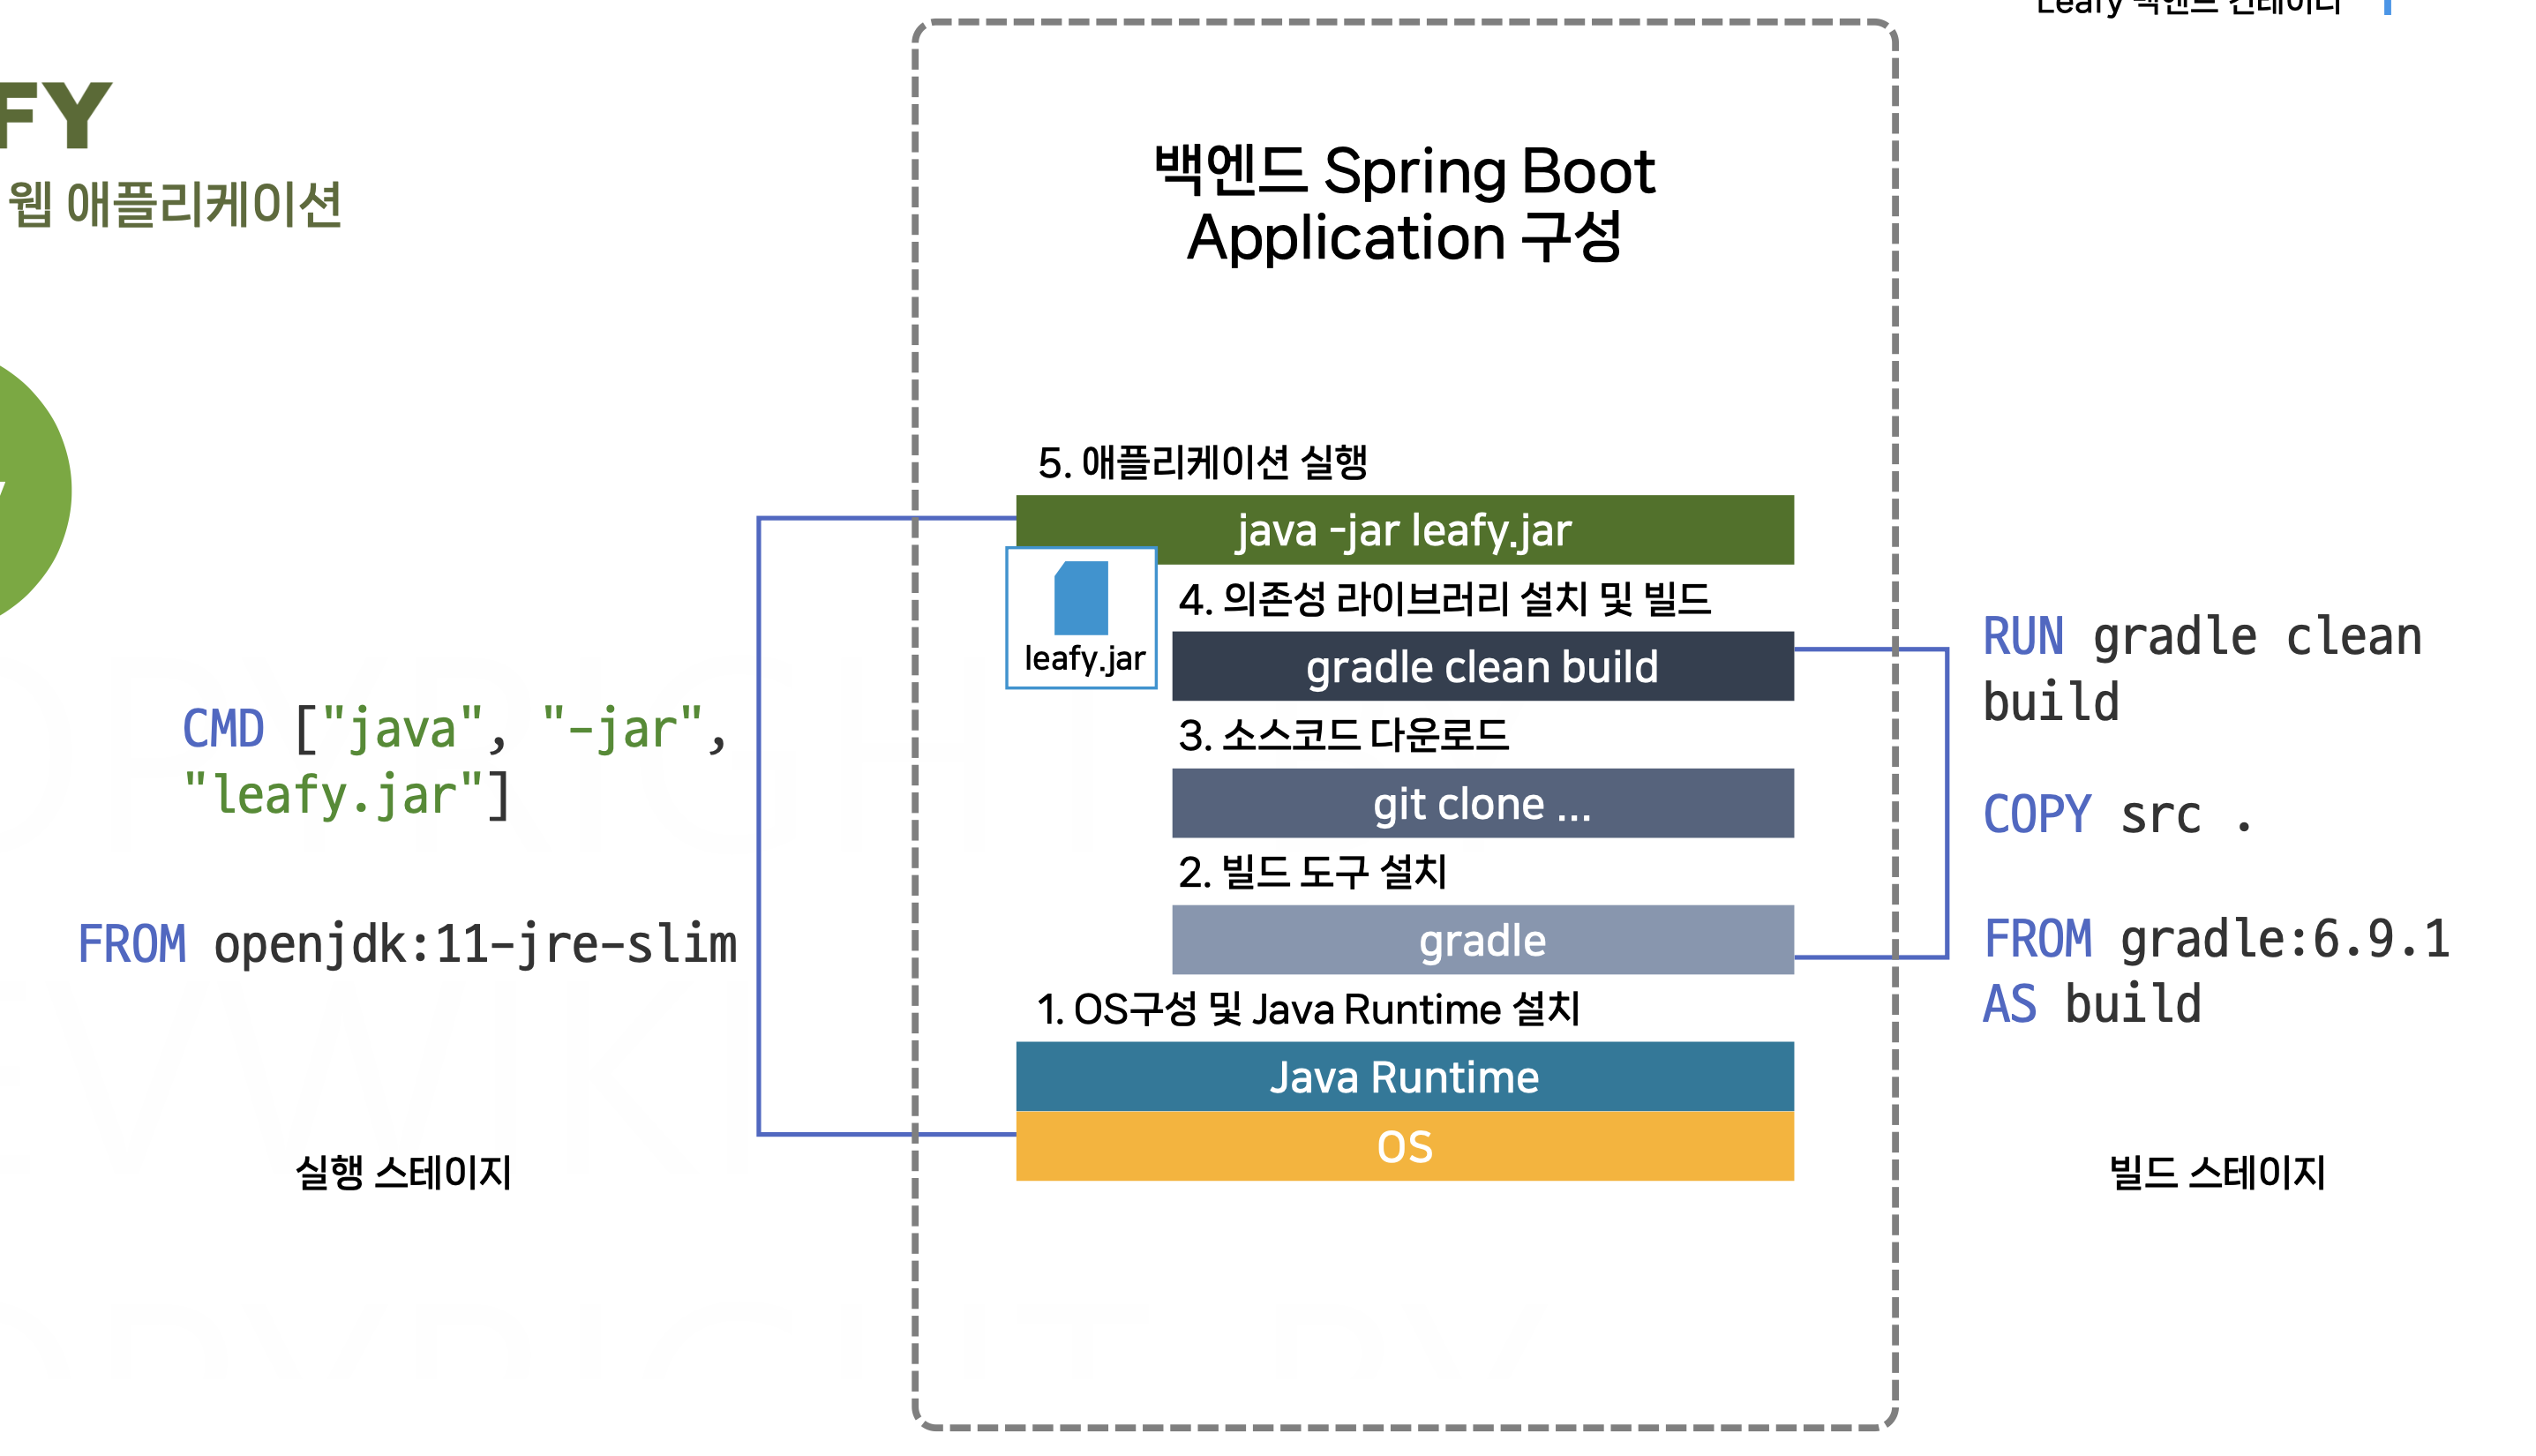 Leafy 백엔드 컨테이너
FY
웹 애플리케이션
백엔드 Spring Boot
Application 구성
5. 애플리케이션 실행
java -jar leafy.jar
leafy.jar
4. 의존성 라이브러리 설치 및 빌드
gradle clean build
3. 소스코드 다운로드
git clone ...
2. 빌드 도구 설치
gradle
1. OS구성 및 Java Runtime 설치
Java Runtime
OS
CMD ["java", "-jar",
"leafy.jar"]
FROM openjdk:11-jre-slim
실행 스테이지
RUN gradle clean
build
COPY src .
FROM gradle:6.9.1
AS build
빌드 스테이지